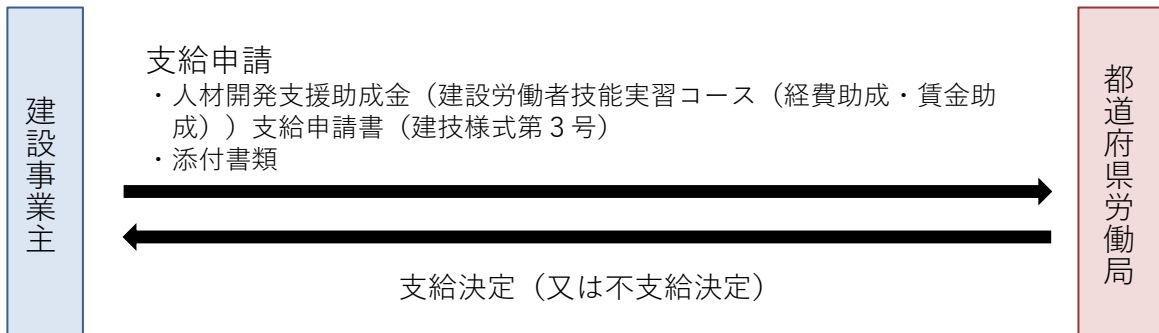 建設事業主
支給申請
・人材開発支援助成金（建設労働者技能実習コース（経費助成・賃金助
成））支給申請書（建技様式第３号）
・添付書類
支給決定（又は不支給決定）
都道府県労働局